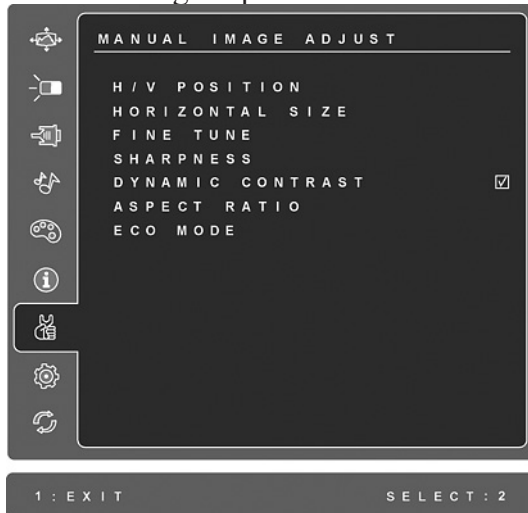 MANUAL IMAGE ADJUST
H/V POSITION
HORIZONTAL SIZE
FINE TUNE
SHARPNESS
DYNAMIC CONTRAST
ASPECT RATIO
ECO MODE
1:EXIT SELECT:2